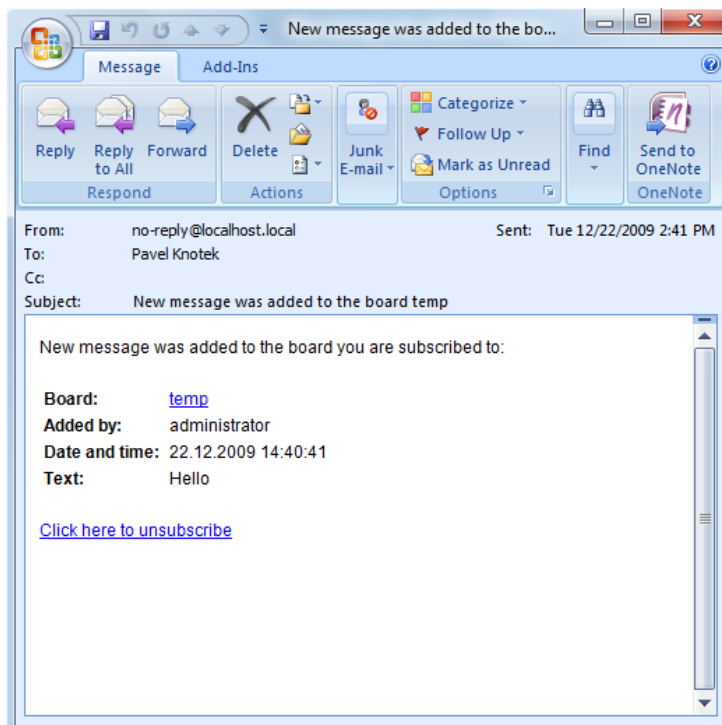 New message was added to the bo...
Message Add-Ins
Reply Reply to All Forward Delete Junk E-mail Categorize Follow Up Mark as Unread Find Send to OneNote
Respond Actions Options OneNote
From: no-reply@localhost.local Sent: Tue 12/22/2009 2:41 PM
To: Pavel Knotek
Cc:
Subject: New message was added to the board temp
New message was added to the board you are subscribed to:
Board: temp
Added by: administrator
Date and time: 22.12.2009 14:40:41
Text: Hello
Click here to unsubscribe